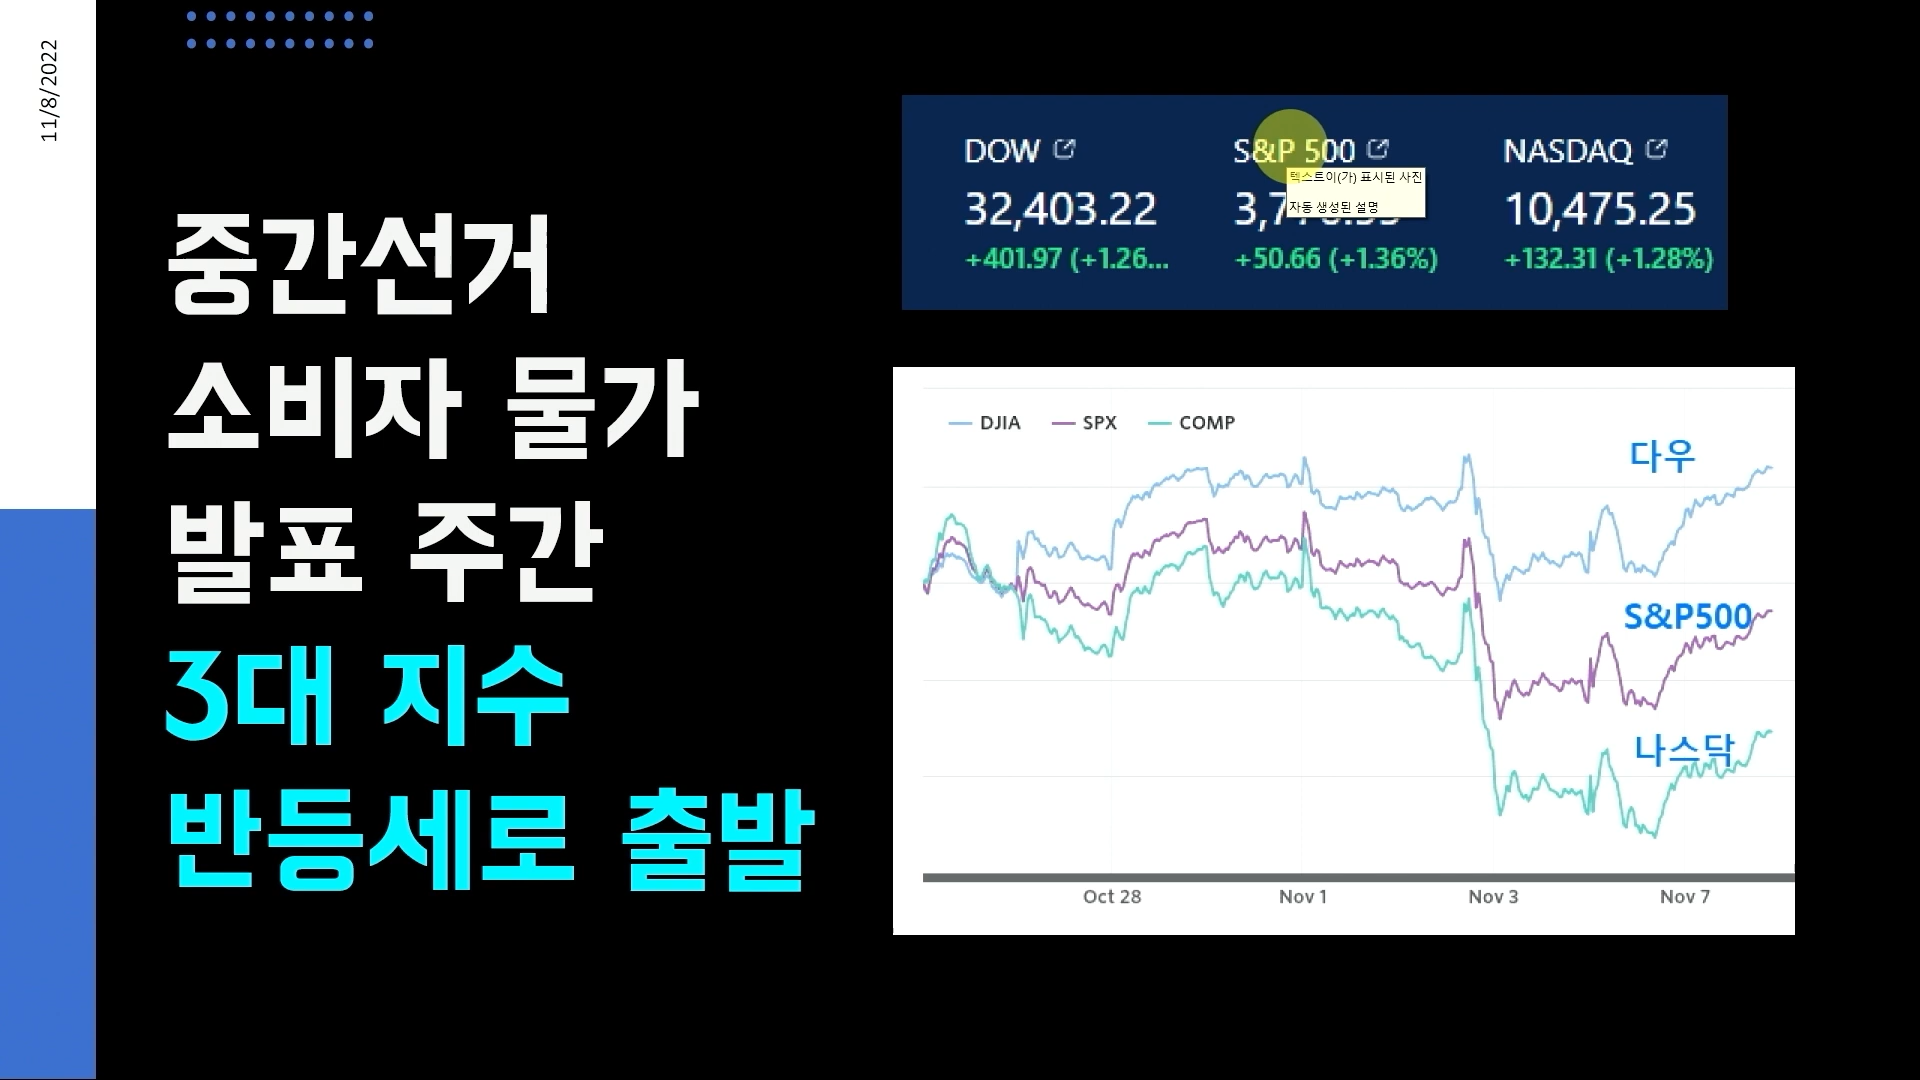 11/8/2022
중간선거
소비자 물가
발표 주간
3대 지수
반등세로 출발
DOW
S&P 500
NASDAQ
텍스트이(가) 표시된 사진
자동 생성된 설명
32,403.22
10,475.25
+401.97 (+1.26...
+50.66 (+1.36%)
+132.31 (+1.28%)
DJIA
SPX
COMP
다우
S&P500
나스닥
Oct 28
Nov 1
Nov 3
Nov 7